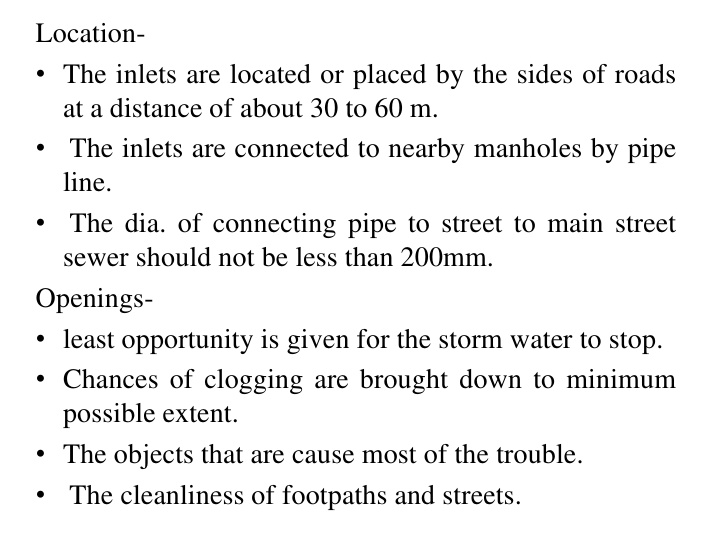 Location-
• The inlets are located or placed by the sides of roads
at a distance of about 30 to 60 m.
• The inlets are connected to nearby manholes by pipe
line.
• The dia. of connecting pipe to street to main street
sewer should not be less than 200mm.
Openings-
• least opportunity is given for the storm water to stop.
• Chances of clogging are brought down to minimum
possible extent.
• The objects that are cause most of the trouble.
• The cleanliness of footpaths and streets.